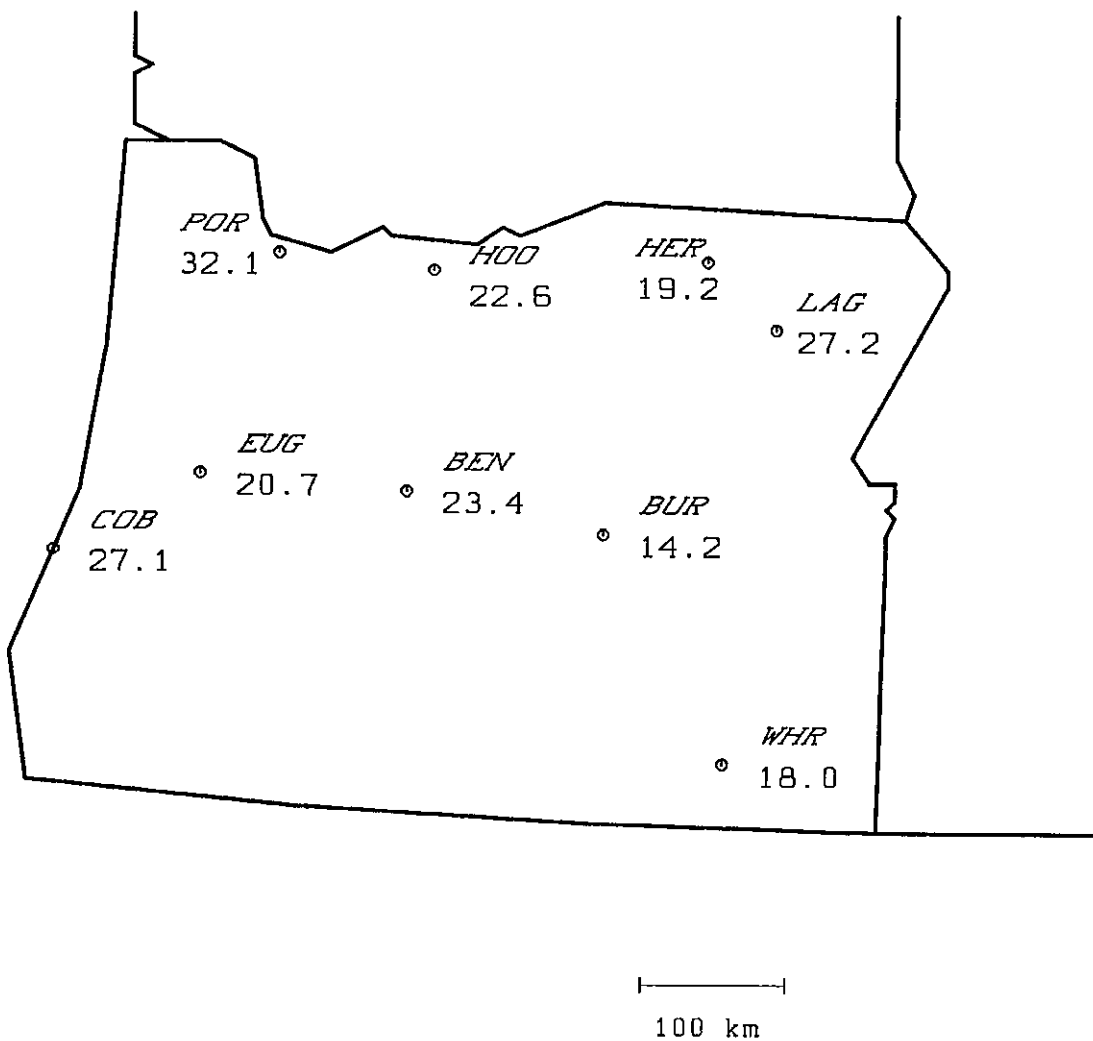 POR
32.1
HOO
22.6
HER
19.2
LAG
27.2
EUG
20.7
BEN
23.4
BUR
14.2
COB
27.1
WHR
18.0
100 km